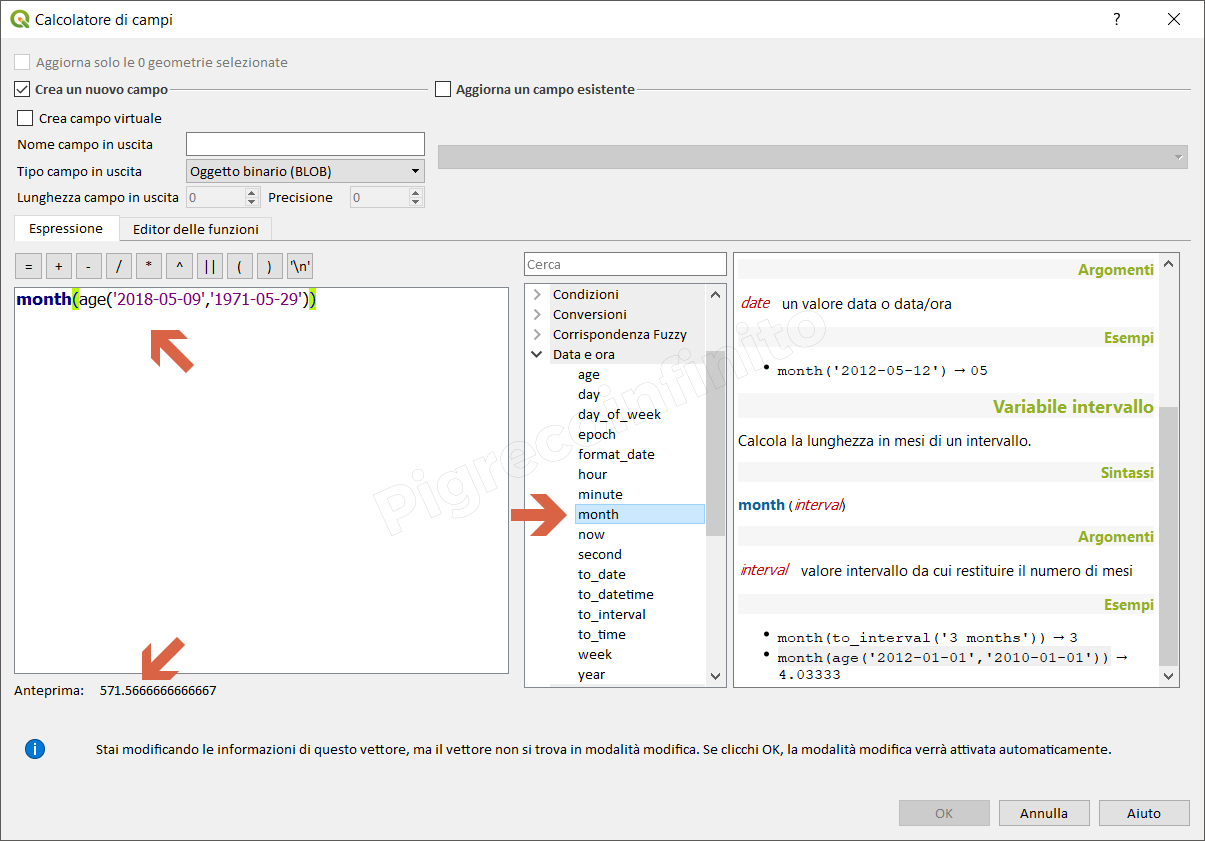 Calcolatore di campi
?
Aggiorna solo le 0 geometrie selezionate
Crea un nuovo campo
Aggiorna un campo esistente
Crea campo virtuale
Nome campo in uscita
Tipo campo in uscita Oggetto binario (BLOB)
Lunghezza campo in uscita 0 Precisione 0
Espressione Editor delle funzioni
= + - / * ^ || ( ) '\n'
month(age('2018-05-09','1971-05-29'))
Anteprima: 571.5666666666667
Cerca
Condizioni
Conversioni
Corrispondenza Fuzzy
Data e ora
age
day
day_of_week
epoch
format_date
hour
minute
month
now
second
to_date
to_datetime
to_interval
to_time
week
year
Argomenti
date un valore data o data/ora
Esempi
• month('2012-05-12') → 05
Variabile intervallo
Calcola la lunghezza in mesi di un intervallo.
Sintassi
month (interval)
Argomenti
interval valore intervallo da cui restituire il numero di mesi
Esempi
• month(to_interval('3 months')) → 3
• month(age('2012-01-01','2010-01-01')) →
4.03333
Pigrecoinfinito
Stai modificando le informazioni di questo vettore, ma il vettore non si trova in modalità modifica. Se clicchi OK, la modalità modifica verrà attivata automaticamente.
OK Annulla Aiuto